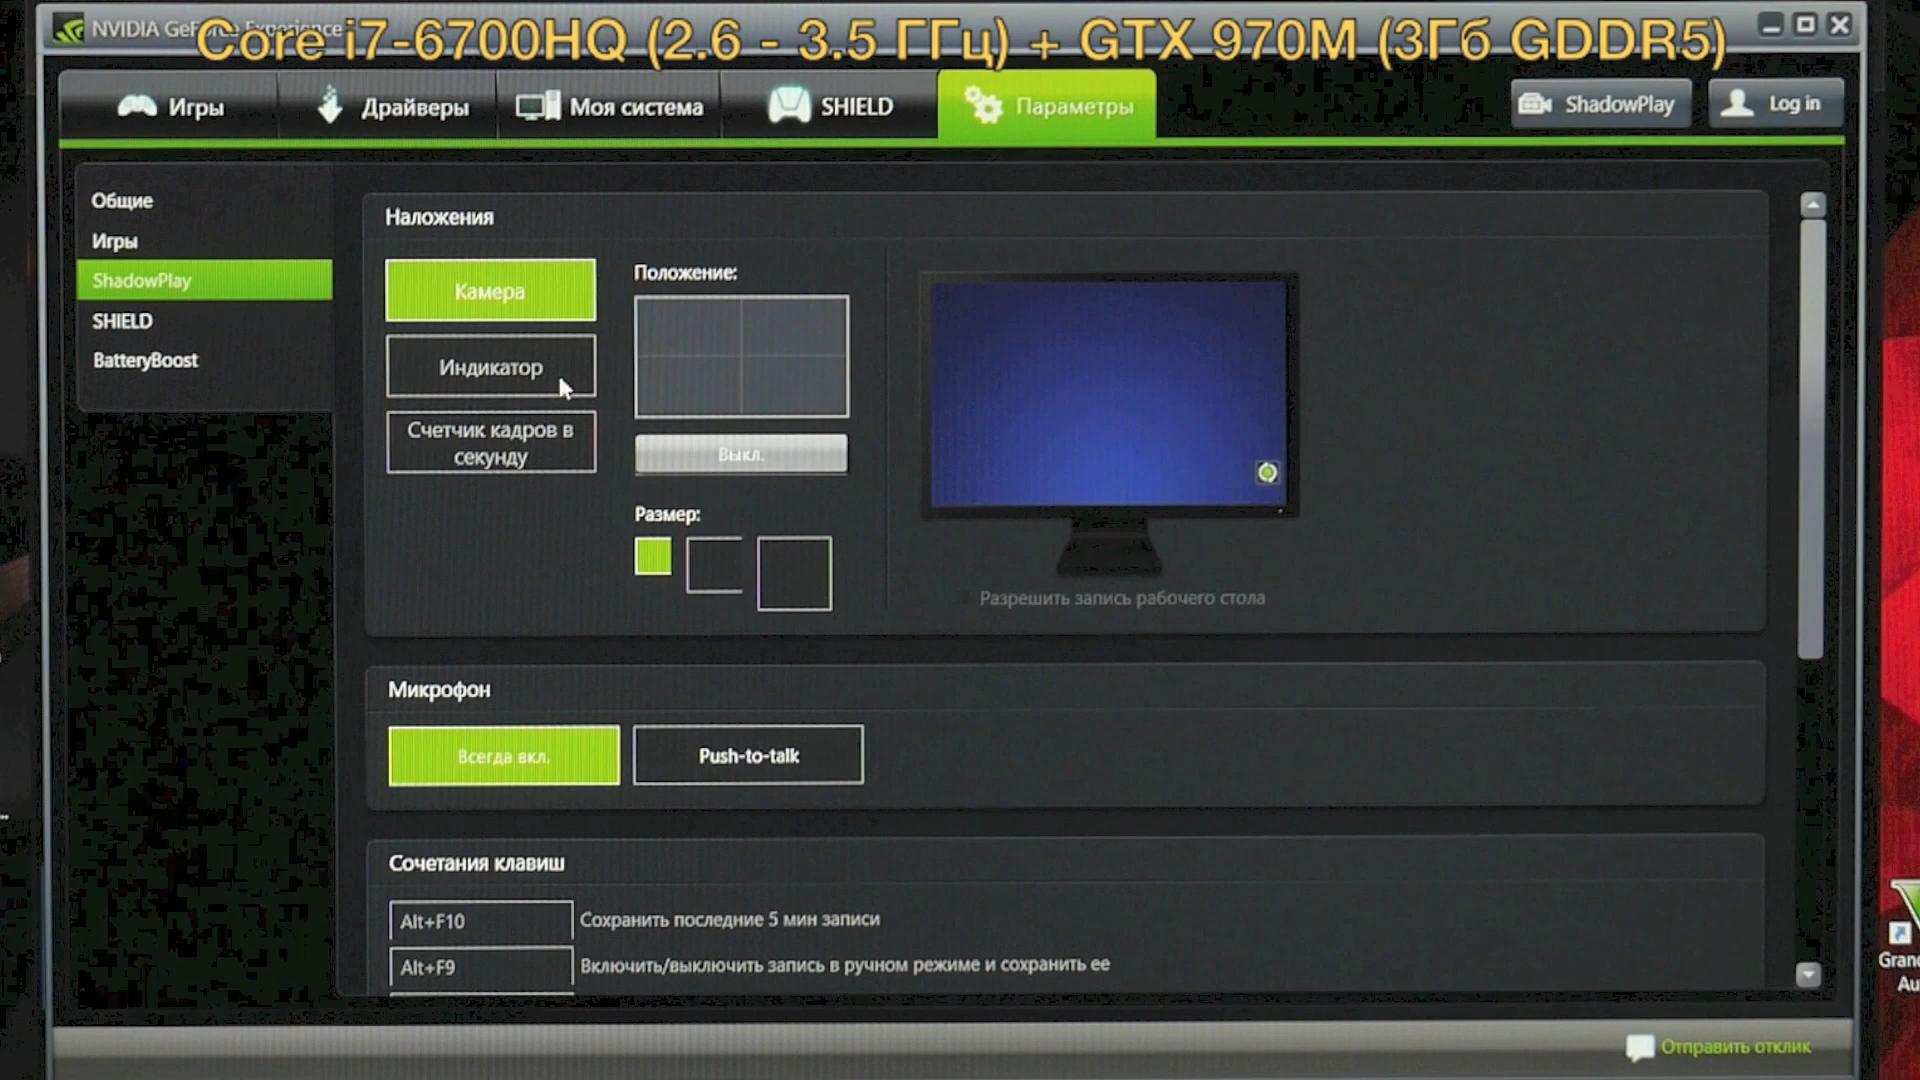 NVIDIA GeForce Experience
Core i7-6700HQ (2.6 - 3.5 ГГц) + GTX 970M (3Гб GDDR5)
Игры
Драйверы
Моя система
SHIELD
Параметры
ShadowPlay
Log in
Общие
Игры
ShadowPlay
SHIELD
BatteryBoost
Наложения
Камера
Индикатор
Счетчик кадров в
секунду
Положение:
Выкл.
Размер:
Разрешить запись рабочего стола
Микрофон
Всегда вкл.
Push-to-talk
Сочетания клавиш
Alt+F10
Сохранить последние 5 мин записи
Alt+F9
Включить/выключить запись в ручном режиме и сохранить ее
Отправить отклик